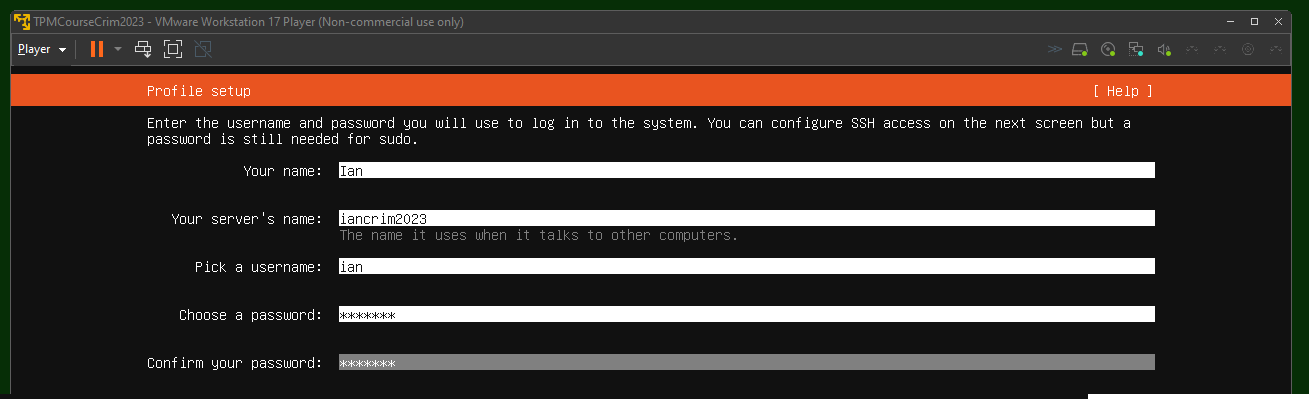 TPMCourseCrim2023 - VMware Workstation 17 Player (Non-commercial use only)
Player
Profile setup [ Help ]
Enter the username and password you will use to log in to the system. You can configure SSH access on the next screen but a
password is still needed for sudo.
Your name: Ian
Your server's name: iancrim2023
The name it uses when it talks to other computers.
Pick a username: ian
Choose a password: *******
Confirm your password: *******